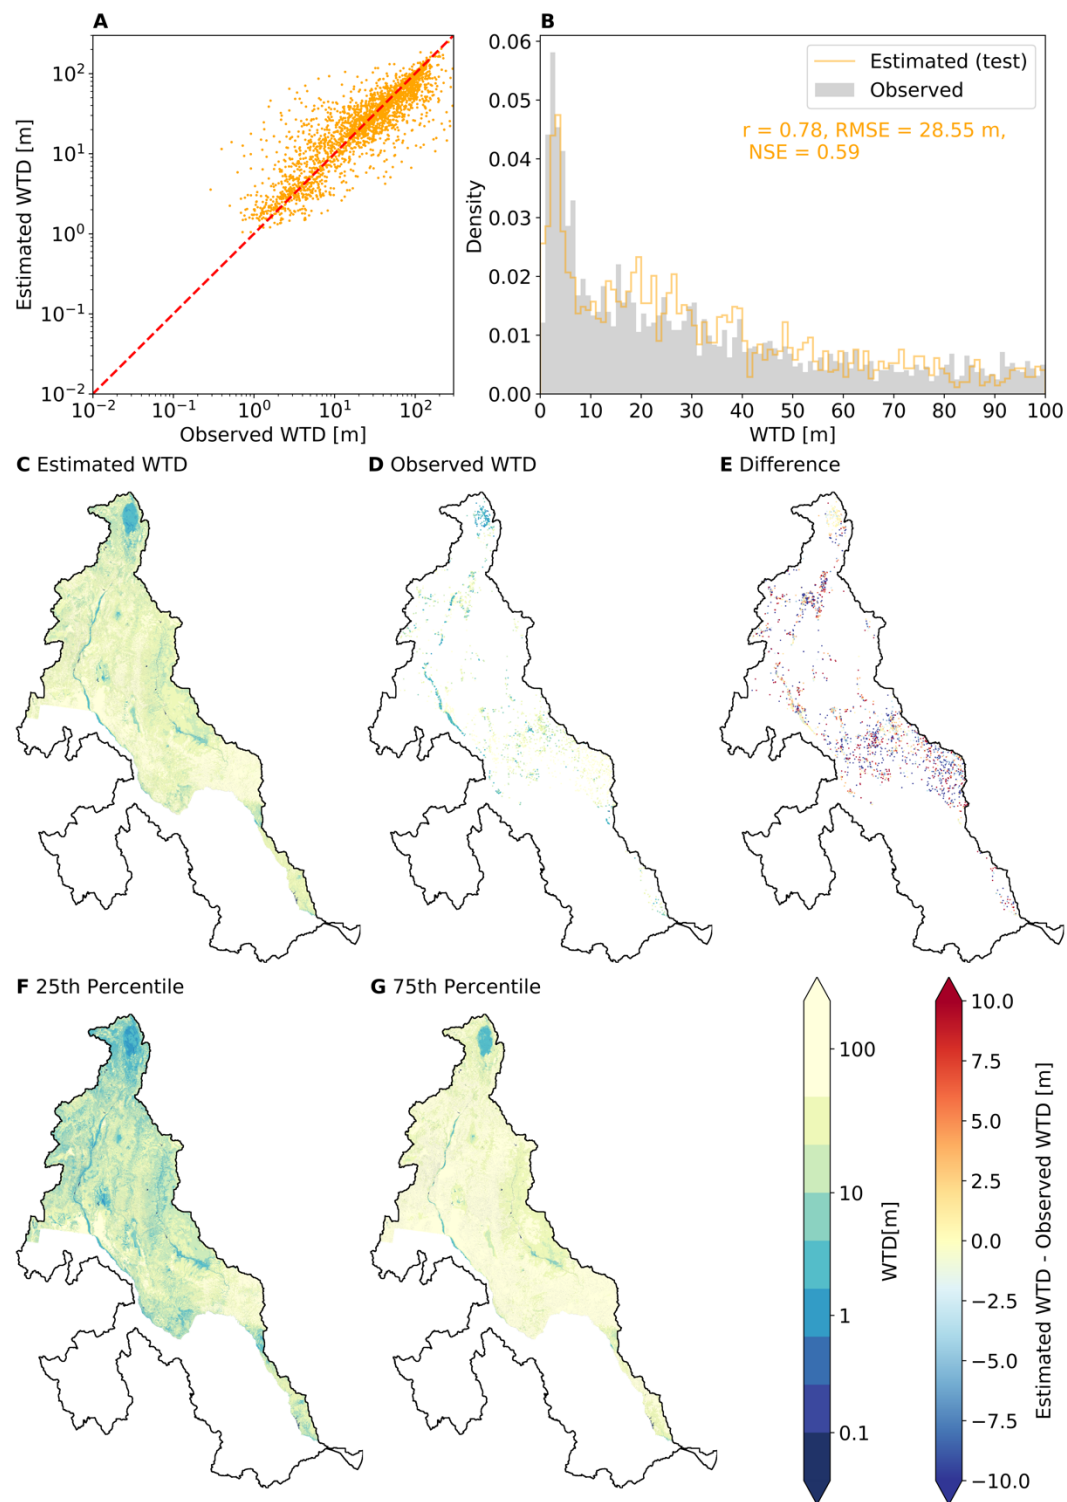 A
Estimated WTD [m]
10²
10¹
10⁰
10⁻¹
10⁻²
10⁻² 10⁻¹ 10⁰ 10¹ 10²
Observed WTD [m]
B
Density
0.06
0.05
0.04
0.03
0.02
0.01
0.00
0 10 20 30 40 50 60 70 80 90 100
WTD [m]
Estimated (test)
Observed
r = 0.78, RMSE = 28.55 m,
NSE = 0.59
C Estimated WTD
D Observed WTD
E Difference
F 25th Percentile
G 75th Percentile
100
10
1
0.1
WTD[m]
10.0
7.5
5.0
2.5
0.0
−2.5
−5.0
−7.5
−10.0
Estimated WTD - Observed WTD [m]